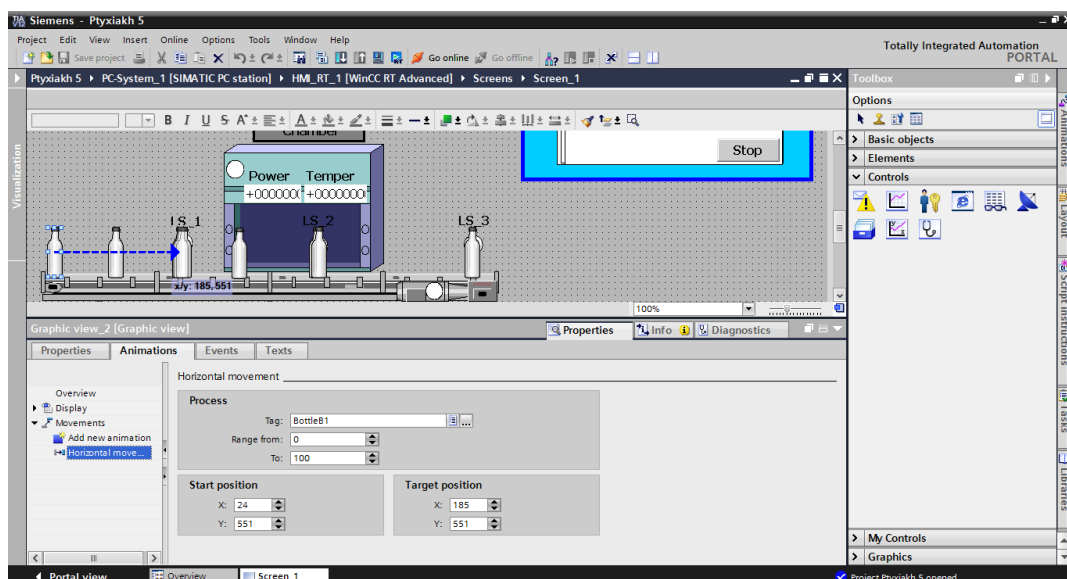 Siemens - Ptyxiakh 5
Project Edit View Insert Online Options Tools Window Help
Totally Integrated Automation
PORTAL
Save project Go online Go offline
Ptyxiakh 5 ▸ PC-System_1 [SIMATIC PC station] ▸ HMI_RT_1 [WinCC RT Advanced] ▸ Screens ▸ Screen_1
Toolbox
Options
B I U S A
Basic objects
Elements
Controls
Visualization
Chamber
Stop
Power Temper
+0000000 +0000000
LS_1 LS_2 LS_3
x/y: 185,551
100%
Animations
Layout
Script instructions
Tasks
Libraries
Graphic view_2 [Graphic view]
Properties Info Diagnostics
Properties Animations Events Texts
Horizontal movement
Overview
Display
Movements
Add new animation
Horizontal move...
Process
Tag: BottleB1
Range from: 0
To: 100
Start position Target position
X: 24 X: 185
Y: 551 Y: 551
My Controls
Graphics
Portal view Overview Screen_1
Project Ptyxiakh 5 opened.